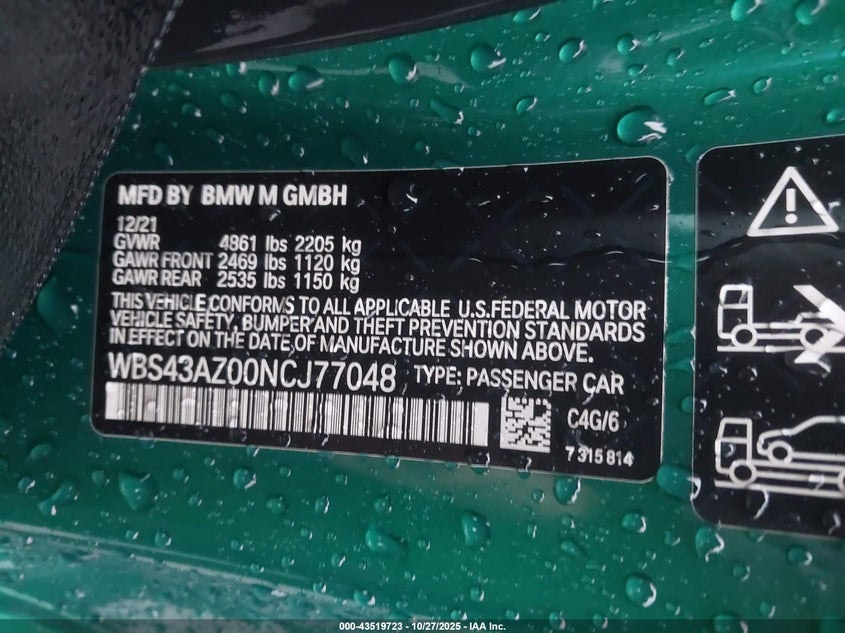 MFD BY BMW M GMBH
12/21
GVWR 4861 lbs 2205 kg
GAWR FRONT 2469 lbs 1120 kg
GAWR REAR 2535 lbs 1150 kg
THIS VEHICLE CONFORMS TO ALL APPLICABLE U.S.FEDERAL MOTOR
VEHICLE SAFETY, BUMPER AND THEFT PREVENTION STANDARDS
IN EFFECT ON THE DATE OF MANUFACTURE SHOWN ABOVE.
WBS43AZ00NCJ77048 TYPE: PASSENGER CAR
C4G/6
7 315 814
000-43519723 - 10/27/2025 - IAA Inc.